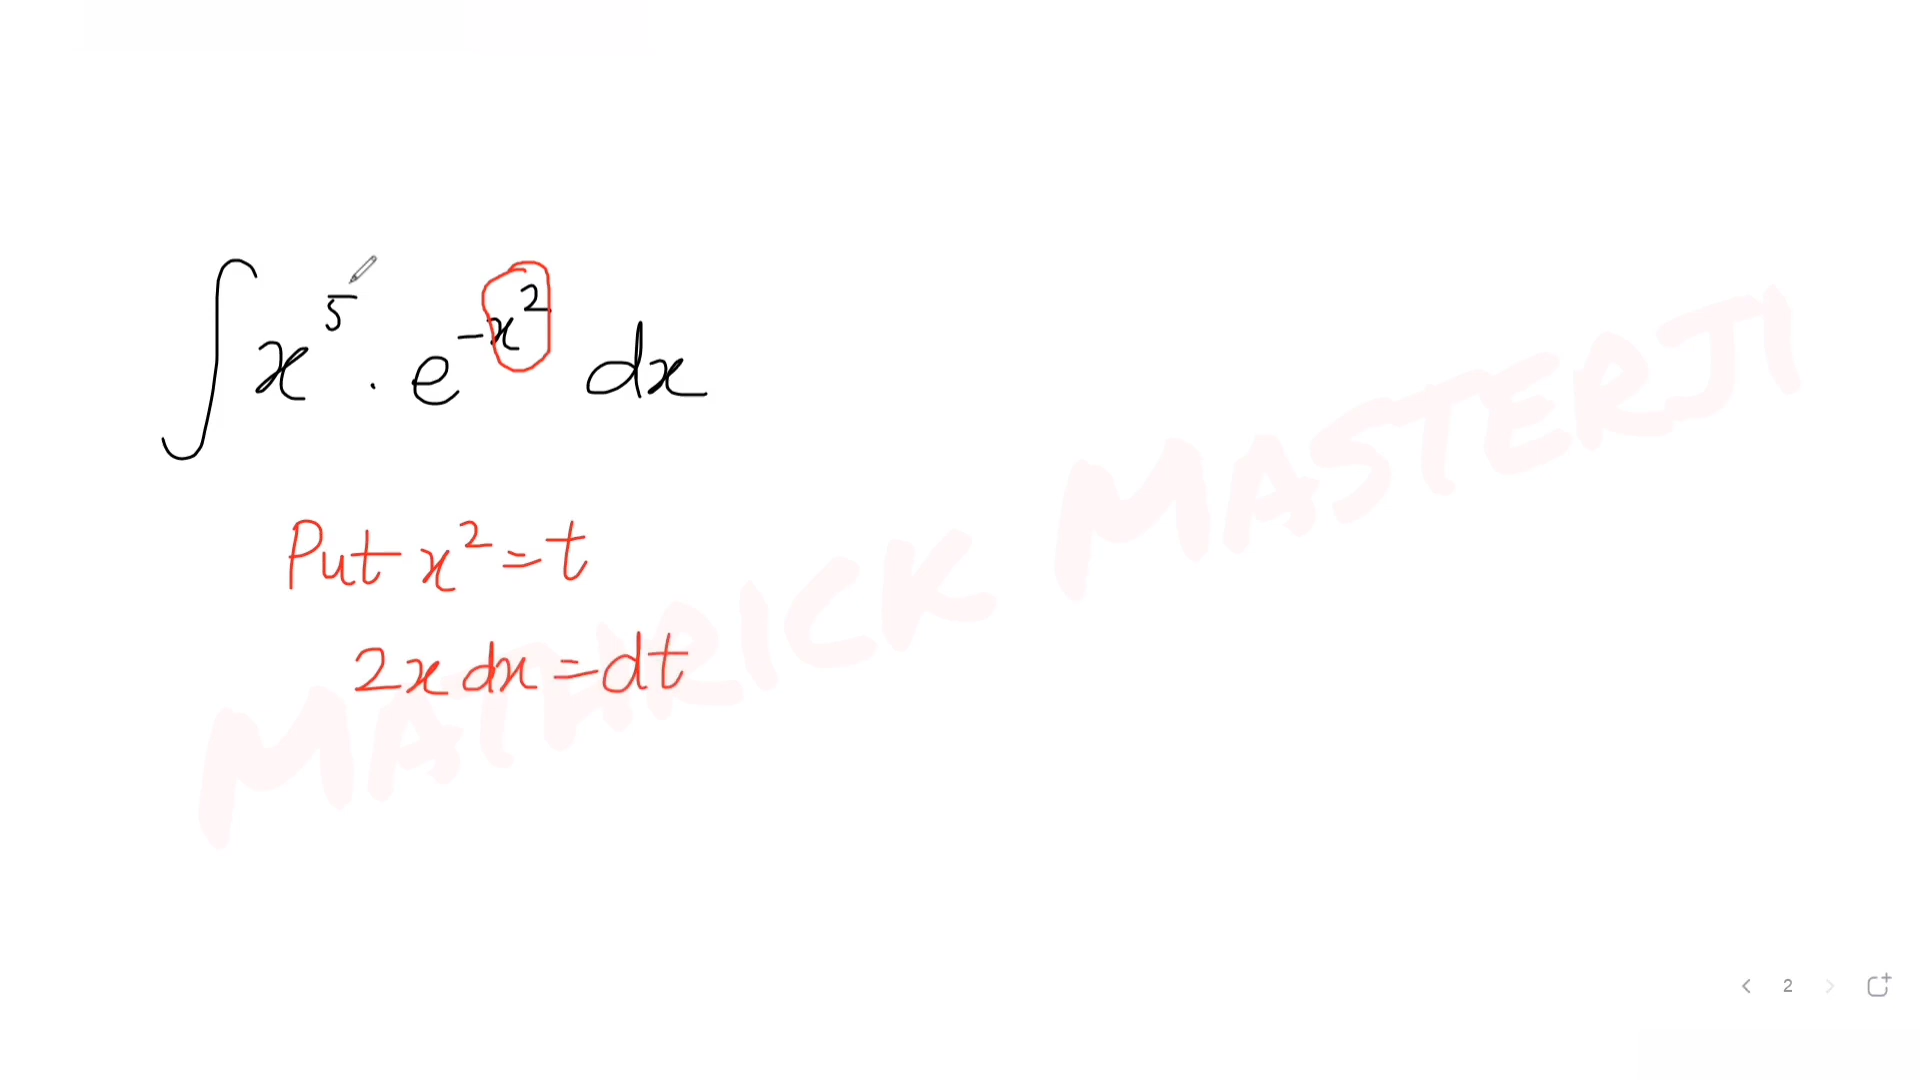 ∫x⁵ . e^(-x²) dx
Put x² = t
2x dx = dt
MATHRICK MASTERJI
2